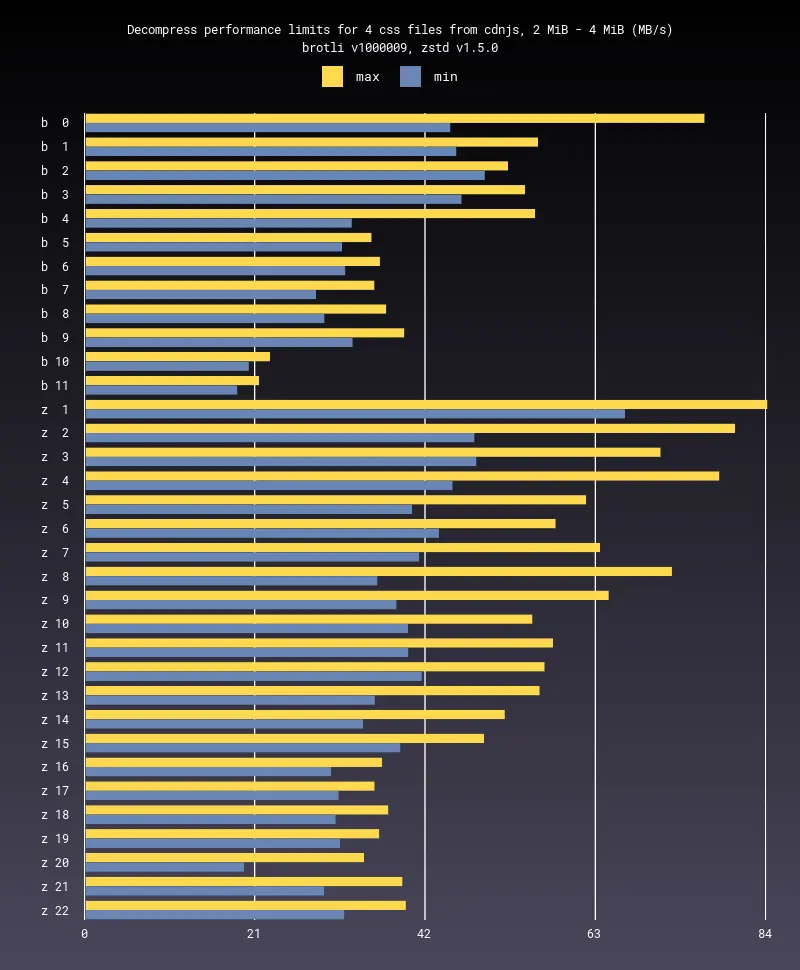 Decompress performance limits for 4 css files from cdnjs, 2 MiB - 4 MiB (MB/s)
brotli v1000009, zstd v1.5.0
max min
b 0
b 1
b 2
b 3
b 4
b 5
b 6
b 7
b 8
b 9
b 10
b 11
z 1
z 2
z 3
z 4
z 5
z 6
z 7
z 8
z 9
z 10
z 11
z 12
z 13
z 14
z 15
z 16
z 17
z 18
z 19
z 20
z 21
z 22
0 21 42 63 84